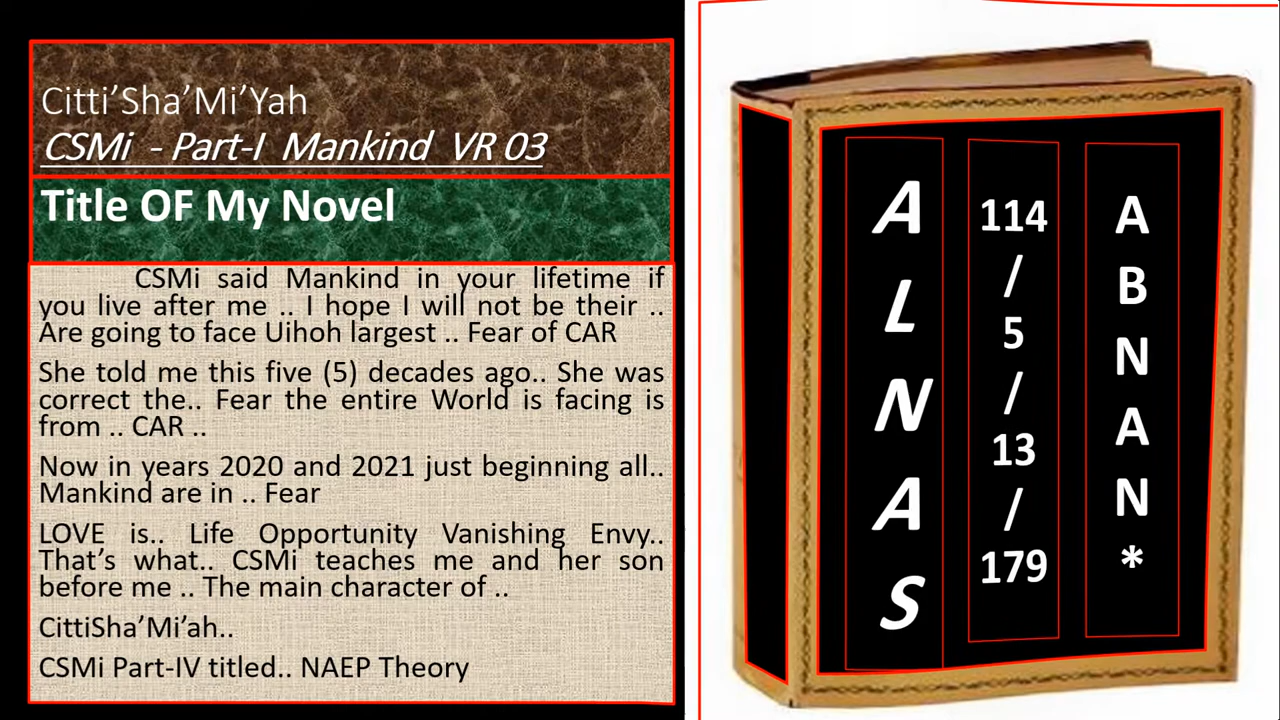 Citti’Sha’Mi’Yah
CSMi - Part-I Mankind VR 03
Title OF My Novel
CSMi said Mankind in your lifetime if
you live after me .. I hope I will not be their ..
Are going to face Uihoh largest .. Fear of CAR
She told me this five (5) decades ago.. She was
correct the.. Fear the entire World is facing is
from .. CAR ..
Now in years 2020 and 2021 just beginning all..
Mankind are in .. Fear
LOVE is.. Life Opportunity Vanishing Envy..
That’s what.. CSMi teaches me and her son
before me .. The main character of ..
CittiSha’Mi’ah..
CSMi Part-IV titled.. NAEP Theory
ALNAS
114
/
5
/
13
/
179
ABNAN*